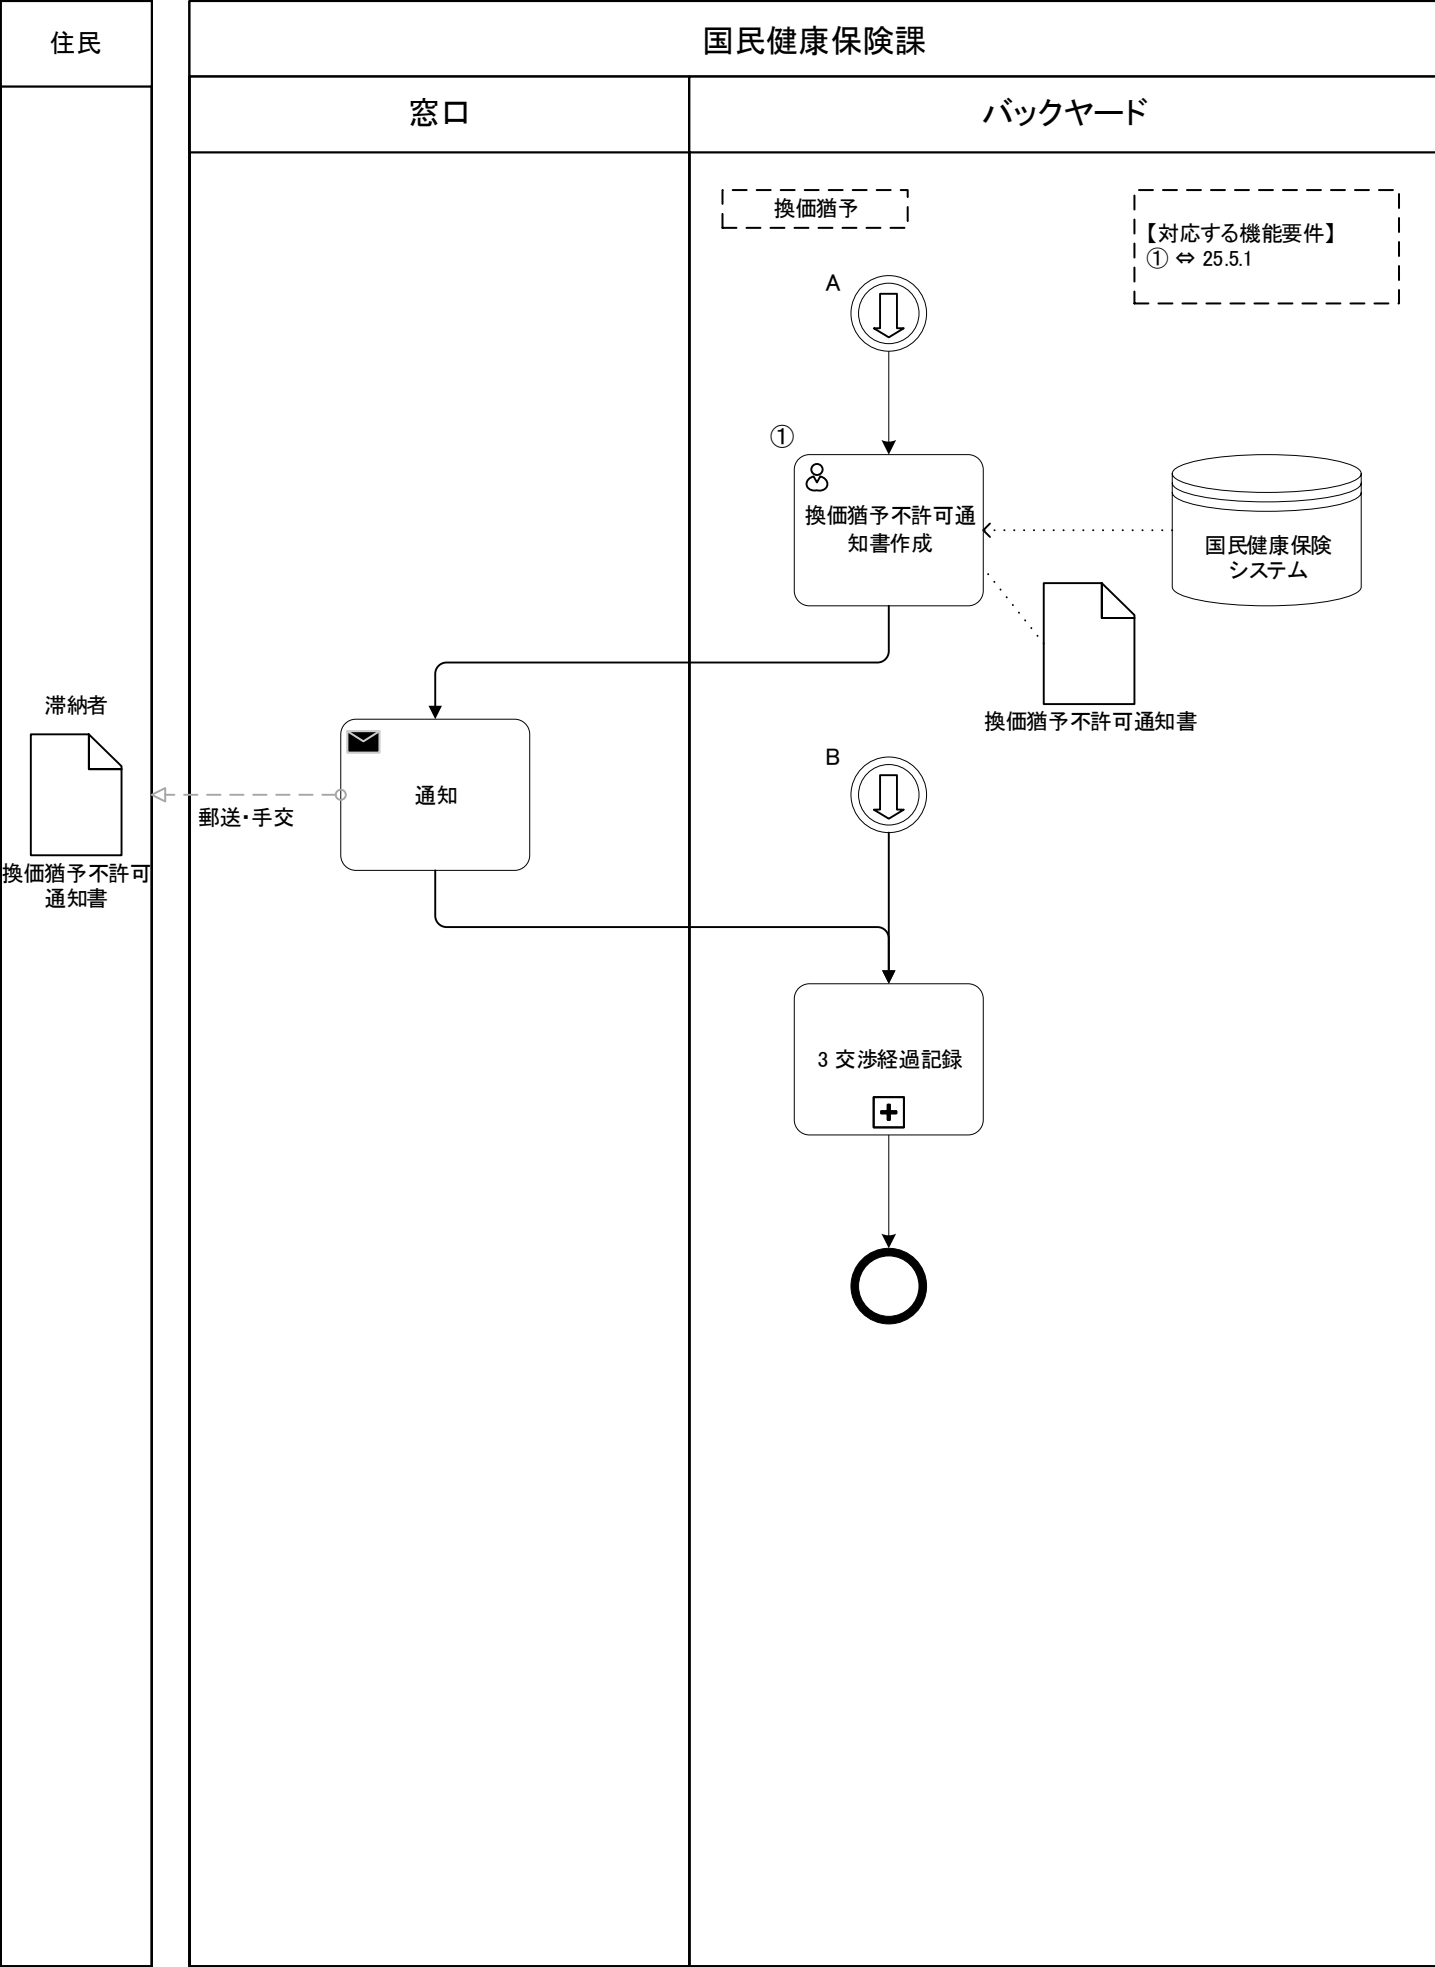 住民
国民健康保険課
窓口
バックヤード
換価猶予
【対応する機能要件】
① ⇔ 25.5.1
A
①
換価猶予不許可通
知書作成
国民健康保険
システム
換価猶予不許可通知書
滞納者
換価猶予不許可
通知書
郵送・手交
通知
B
3 交渉経過記録